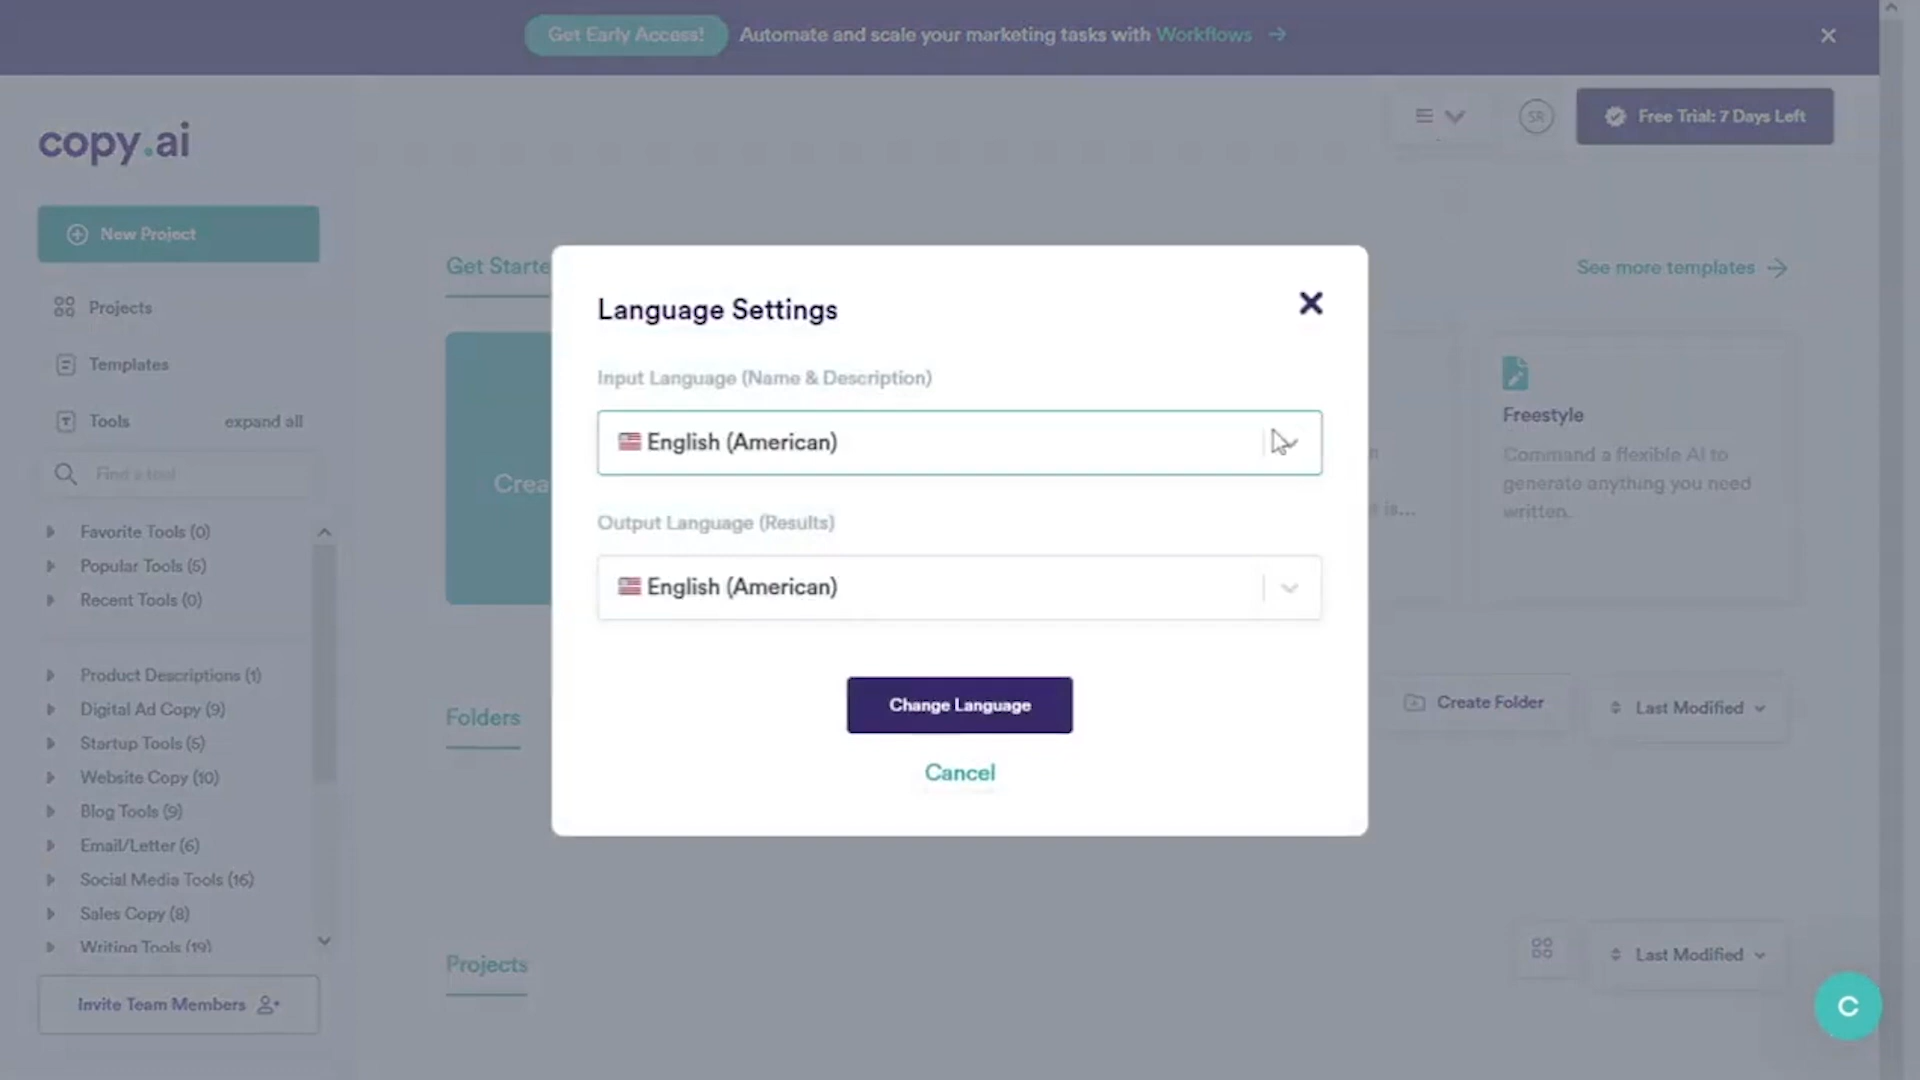 Get Early Access! Automate and scale your marketing tasks with Workflows →
copy.ai
SR
Free Trial: 7 Days Left
New Project
Projects
Templates
Tools expand all
Find a tool
Favorite Tools (0)
Popular Tools (5)
Recent Tools (0)
Product Descriptions (1)
Digital Ad Copy (9)
Startup Tools (5)
Website Copy (10)
Blog Tools (9)
Email/Letter (6)
Social Media Tools (16)
Sales Copy (8)
Writing Tools (19)
Invite Team Members
Get Starte
See more templates →
Crea
Language Settings
Input Language (Name & Description)
English (American)
Output Language (Results)
English (American)
Change Language
Cancel
is...
Freestyle
Command a flexible AI to
generate anything you need
written.
Folders
Create Folder
Last Modified
Projects
Last Modified
C